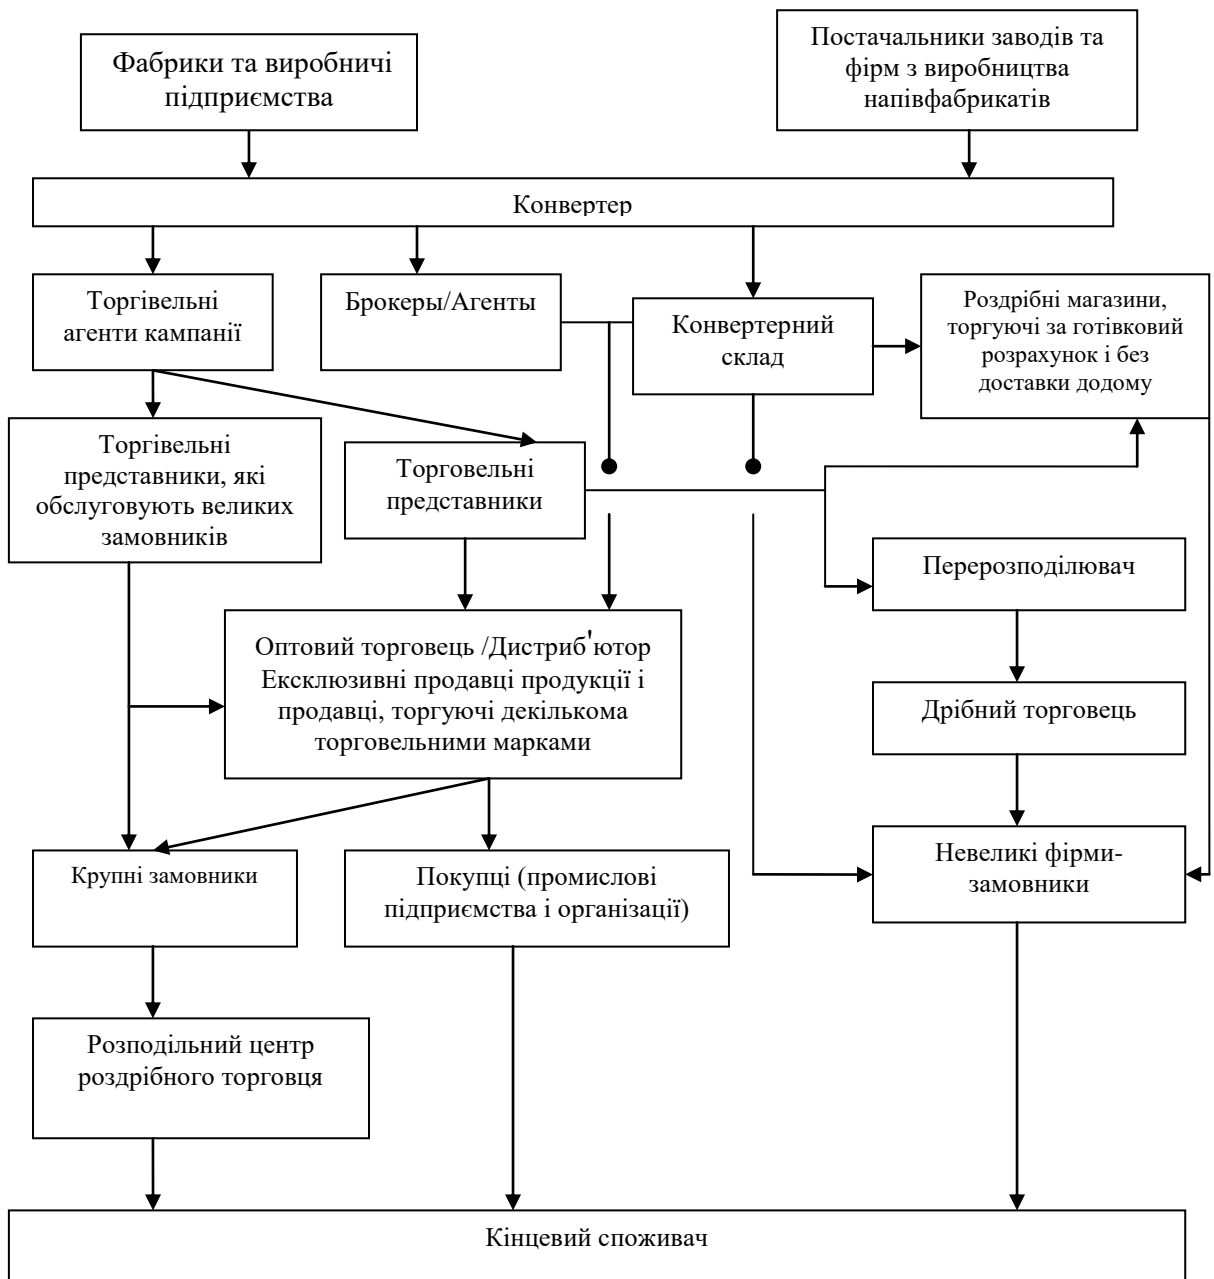 Фабрики та виробничі
підприємства
Постачальники заводів та
фірм з виробництва
напівфабрикатів
Конвертер
Торгівельні
агенти кампанії
Брокеры/Агенты
Конвертерний
склад
Роздрібні магазини,
торгуючі за готівковий
розрахунок і без
доставки додому
Торгівельні
представники, які
обслуговують великих
замовників
Торговельні
представники
Перерозподілювач
Оптовий торговець /Дистриб'ютор
Ексклюзивні продавці продукції і
продавці, торгуючі декількома
торговельними марками
Дрібний торговець
Крупні замовники
Покупці (промислові
підприємства і організації)
Невеликі фірми-
замовники
Розподільний центр
роздрібного торговця
Кінцевий споживач